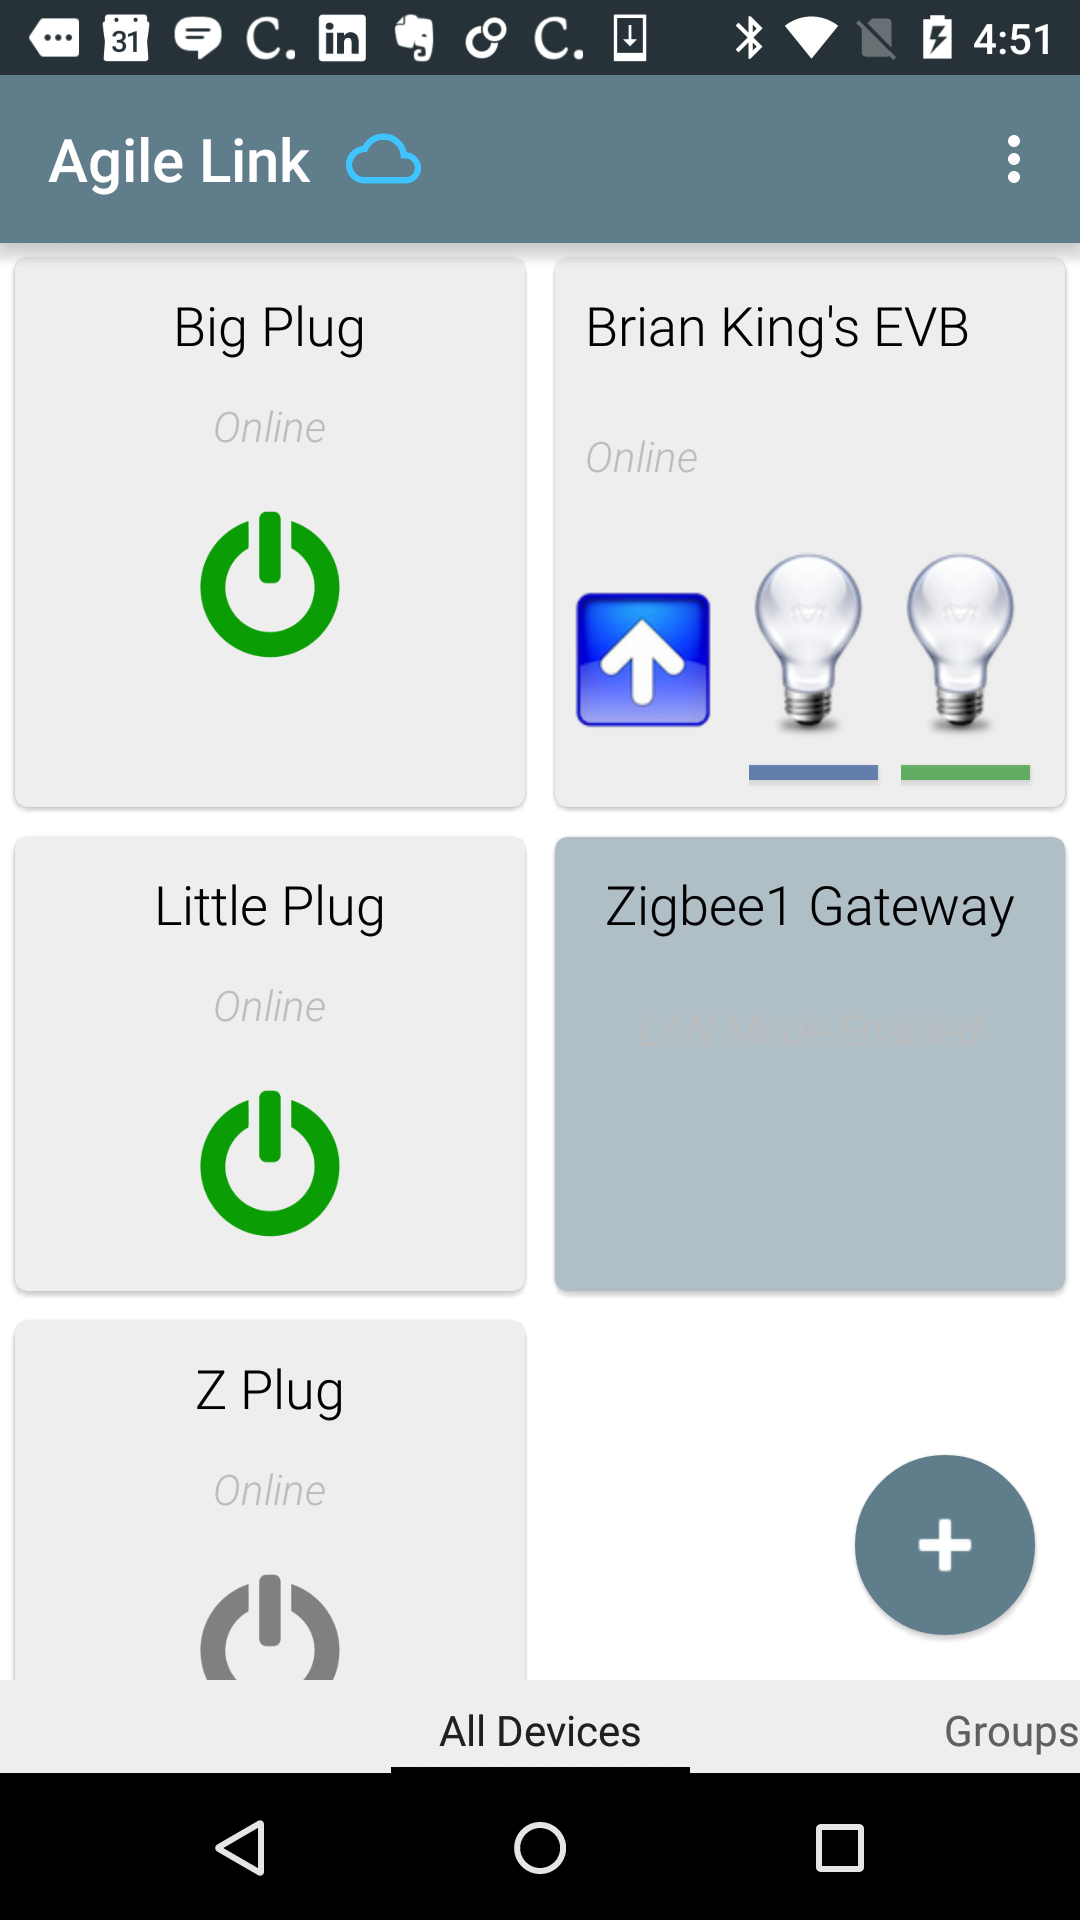 31 C. in C. 4:51
Agile Link
Big Plug
Online
Brian King's EVB
Online
Little Plug
Online
Zigbee1 Gateway
LAN Mode Enabled
Z Plug
Online
All Devices
Groups